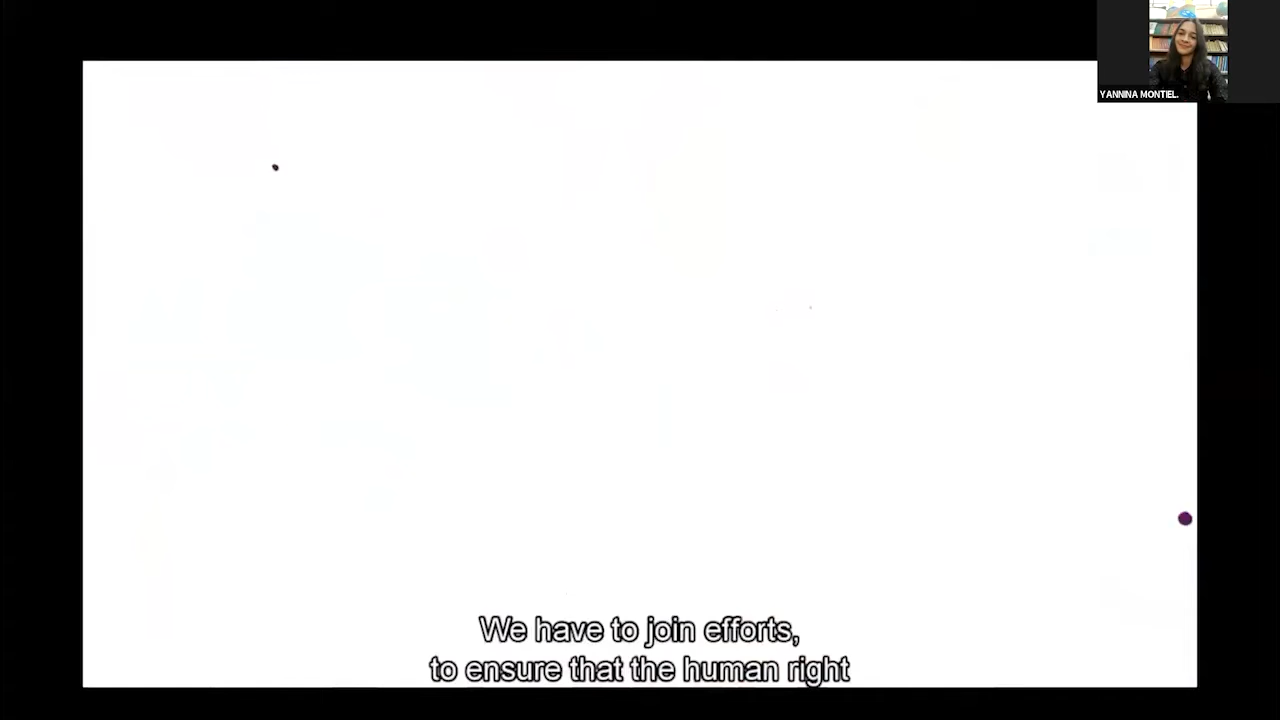 YANNINA MONTIEL.
We have to join efforts,
to ensure that the human right